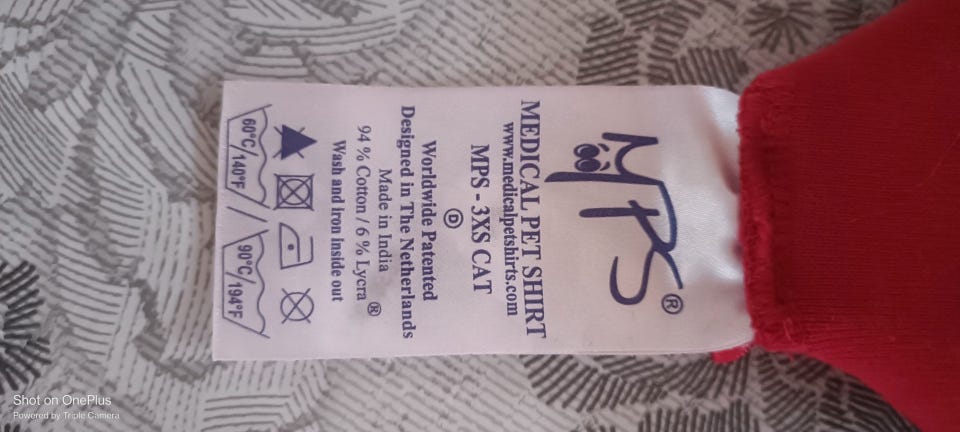 MPS®
MEDICAL PET SHIRT
www.medicalpetshirts.com
MPS - 3XS CAT
Ⓓ
Worldwide Patented
Designed in The Netherlands
Made in India
94 % Cotton / 6 % Lycra ®
Wash and iron inside out
60°C/140°F / 90°C/194°F
Shot on OnePlus
Powered by Triple Camera